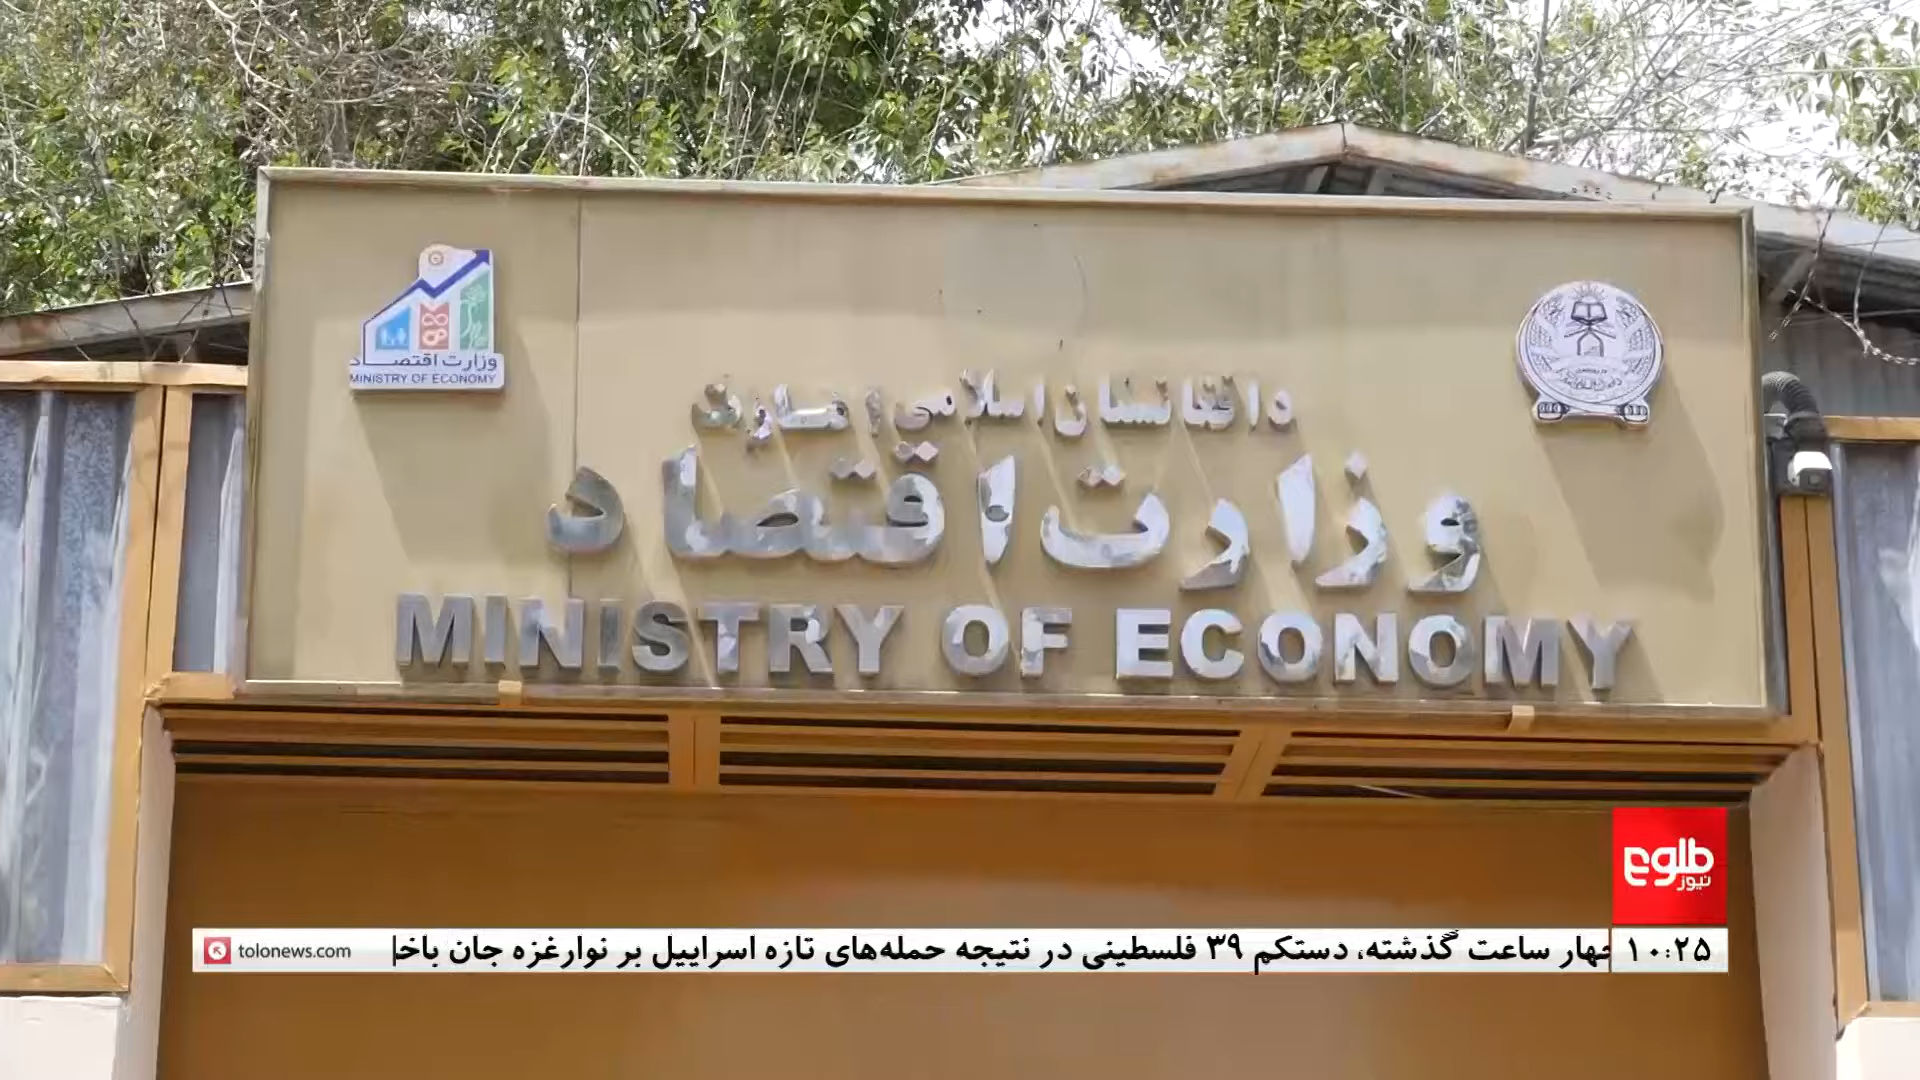 وزارت اقتصاد
MINISTRY OF ECONOMY
د افغانستان اسلامي امارت
وزارت اقتصاد
MINISTRY OF ECONOMY
طلوع
نیوز
۱۰:۲۵
چهار ساعت گذشته، دستکم ۳۹ فلسطینی در نتیجه حمله‌های تازه اسراییل بر نوارغزه جان
tolonews.com